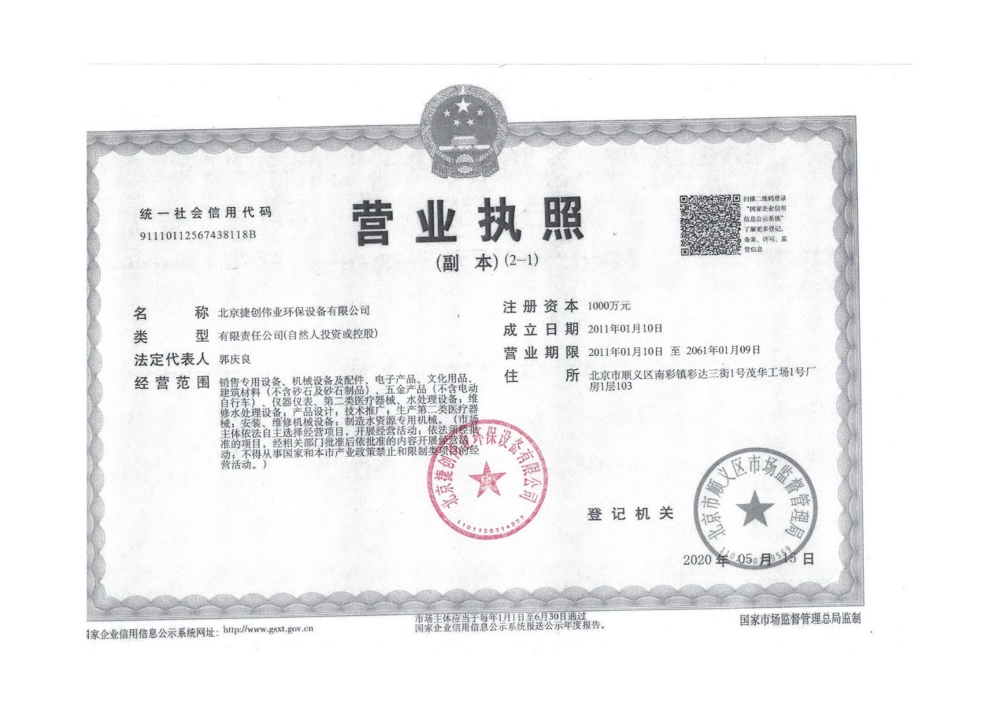 统一社会信用代码
91110112567438118B
营业执照
(副 本) (2-1)
扫描二维码登录
“国家企业信用
信息公示系统”
了解更多登记、
备案、许可、监
管信息
名 称 北京捷创伟业环保设备有限公司
类 型 有限责任公司(自然人投资或控股)
法定代表人 郭庆良
经营范围 销售专用设备、机械设备及配件、电子产品、文化用品、
建筑材料（不含砂石及砂石制品）、五金产品（不含电动
自行车）、仪器仪表、第二类医疗器械、水处理设备；维
修水处理设备；产品设计；技术推广；生产第二类医疗器
械；安装、维修机械设备；制造水资源专用机械。（市场
主体依法自主选择经营项目，开展经营活动；依法须经批
准的项目，经相关部门批准后依批准的内容开展经营活
动；不得从事国家和本市产业政策禁止和限制类项目的经
营活动。）
注册资本 1000万元
成立日期 2011年01月10日
营业期限 2011年01月10日 至 2061年01月09日
住 所 北京市顺义区南彩镇彩达三街1号茂华工场1号厂
房1层103
北京捷创伟业环保设备有限公司
1101120314227
登记机关
北京市顺义区市场监督管理局
2020 年 05 月 15 日
国家企业信用信息公示系统网址：http://www.gsxt.gov.cn
市场主体应当于每年1月1日至6月30日通过
国家企业信用信息公示系统报送公示年度报告。
国家市场监督管理总局监制